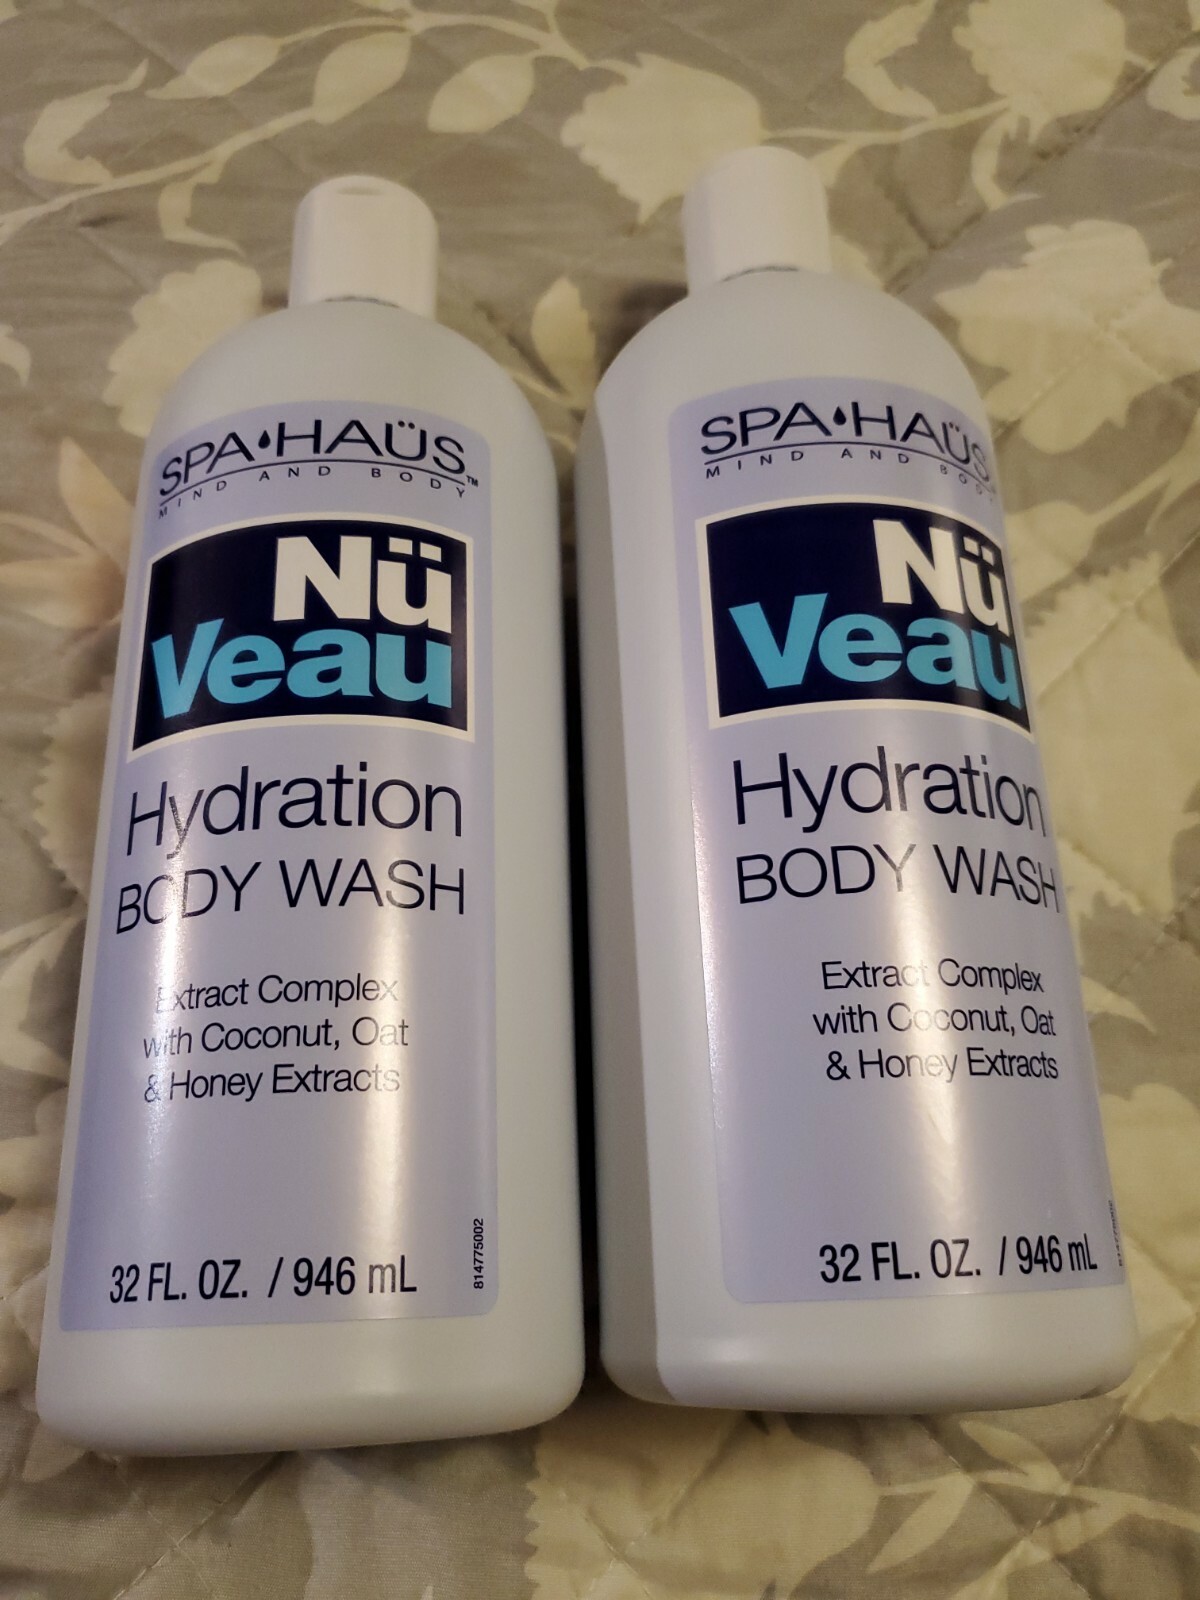 SPA HAÜS™
MIND AND BODY
Nü
Veau
Hydration
BODY WASH
Extract Complex
with Coconut, Oat
& Honey Extracts
32 FL. OZ. / 946 mL
814775002
SPA HAÜS
MIND AND BODY
Nü
Veau
Hydration
BODY WASH
Extract Complex
with Coconut, Oat
& Honey Extracts
32 FL. OZ. / 946 mL
814775002